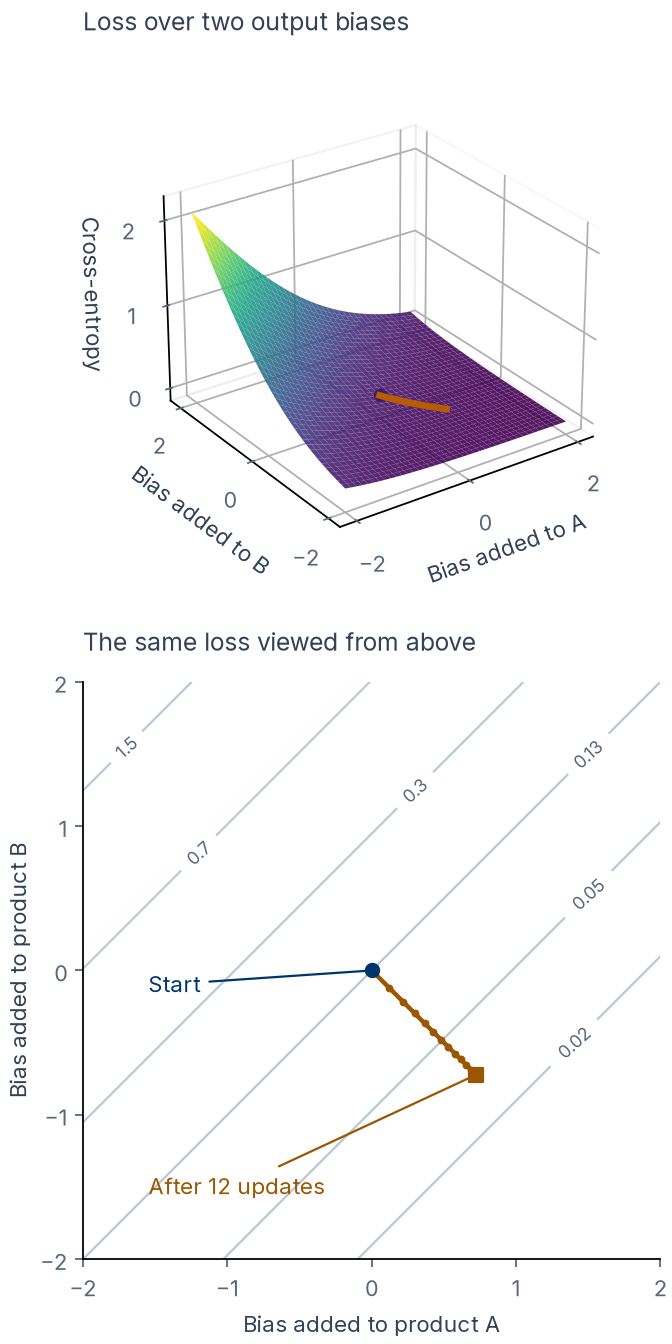 Loss over two output biases
2
1
0
Cross-entropy
2
0
−2
Bias added to B
−2
0
2
Bias added to A
The same loss viewed from above
2
1
0
−1
−2
Bias added to product B
1.5
0.7
0.3
0.13
0.05
0.02
Start
After 12 updates
−2
−1
0
1
2
Bias added to product A